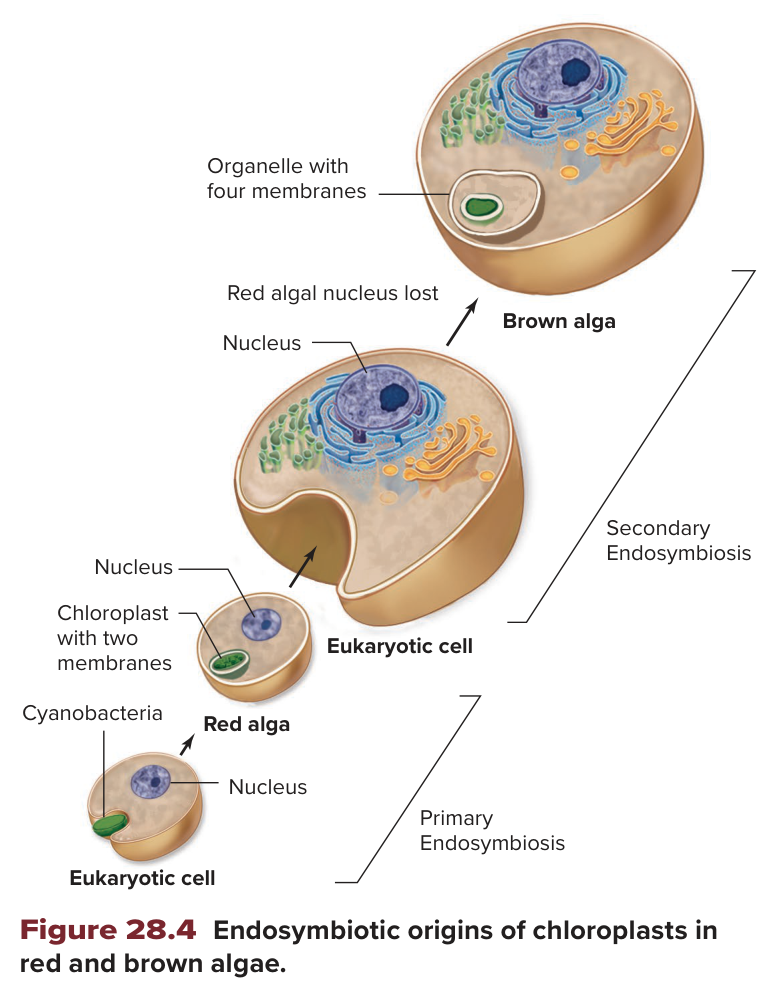 Organelle with
four membranes
Red algal nucleus lost
Brown alga
Nucleus
Secondary
Endosymbiosis
Nucleus
Chloroplast
with two
membranes
Eukaryotic cell
Cyanobacteria
Red alga
Nucleus
Primary
Endosymbiosis
Eukaryotic cell
Figure 28.4 Endosymbiotic origins of chloroplasts in
red and brown algae.